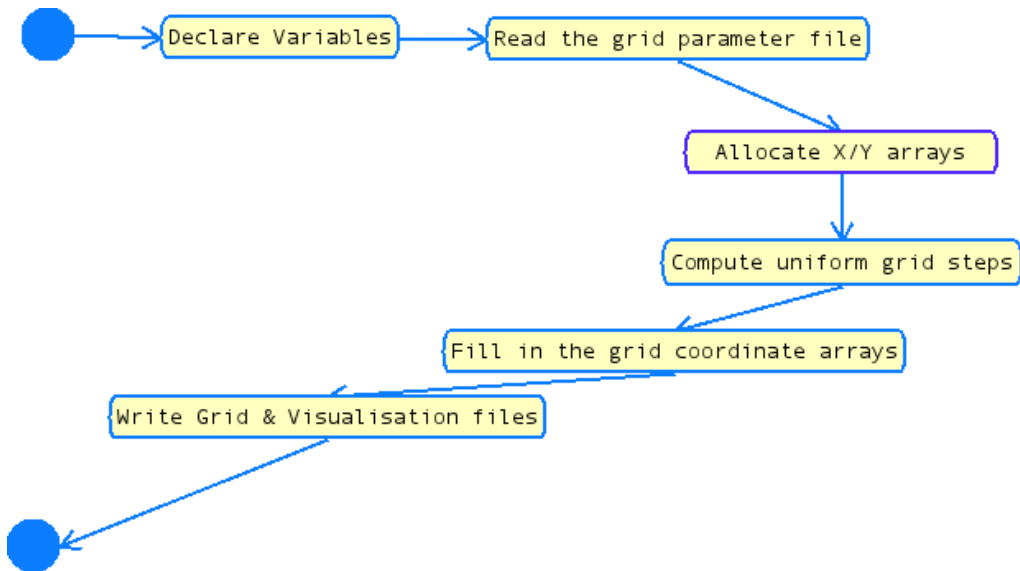 Declare Variables
Read the grid parameter file
Allocate X/Y arrays
Compute uniform grid steps
Fill in the grid coordinate arrays
Write Grid & Visualisation files